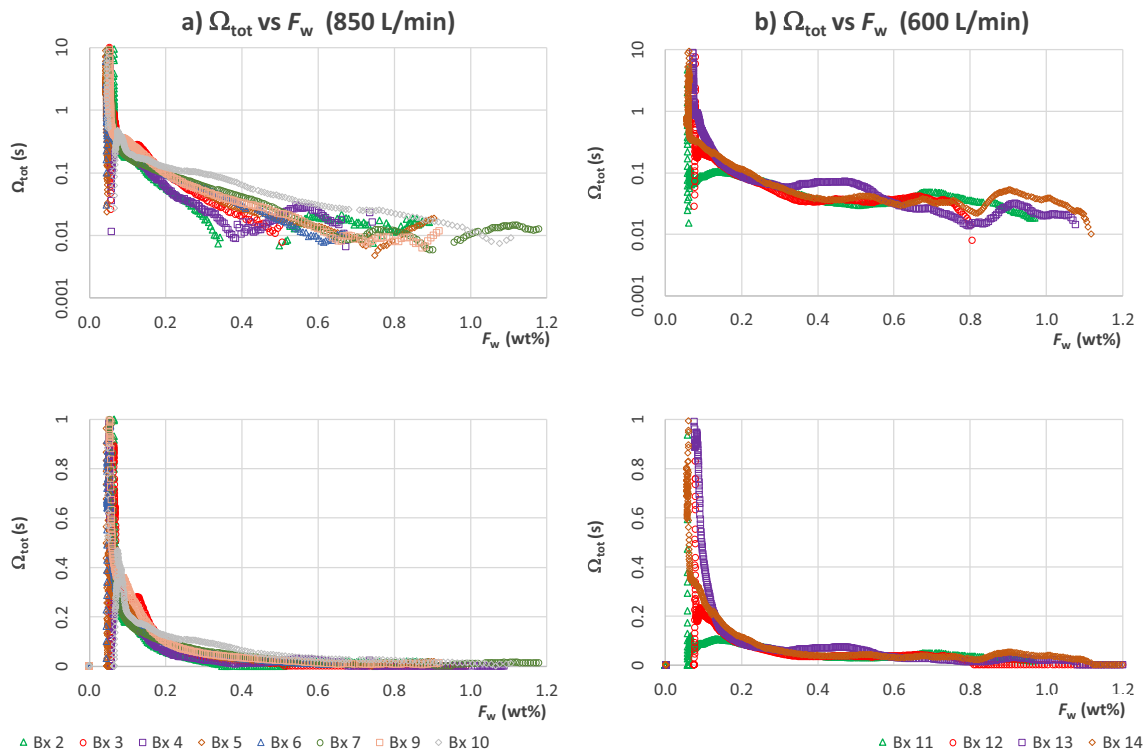 a) Ωtot vs Fw (850 L/min)
b) Ωtot vs Fw (600 L/min)
Ωtot (s)
10
1
0.1
0.01
0.001
0.0 0.2 0.4 0.6 0.8 1.0 1.2
Fw (wt%)
Ωtot (s)
10
1
0.1
0.01
0.001
0.0 0.2 0.4 0.6 0.8 1.0 1.2
Fw (wt%)
Ωtot (s)
1
0.8
0.6
0.4
0.2
0
0.0 0.2 0.4 0.6 0.8 1.0 1.2
Fw (wt%)
Ωtot (s)
1
0.8
0.6
0.4
0.2
0
0.0 0.2 0.4 0.6 0.8 1.0 1.2
Fw (wt%)
Bx 2 Bx 3 Bx 4 Bx 5 Bx 6 Bx 7 Bx 9 Bx 10
Bx 11 Bx 12 Bx 13 Bx 14